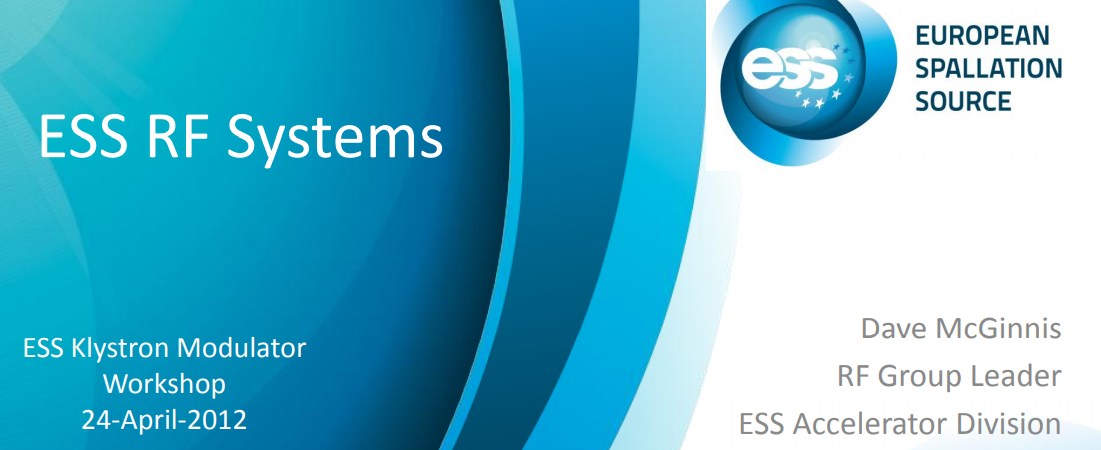 ESS RF Systems
ess
EUROPEAN
SPALLATION
SOURCE
ESS Klystron Modulator
Workshop
24-April-2012
Dave McGinnis
RF Group Leader
ESS Accelerator Division